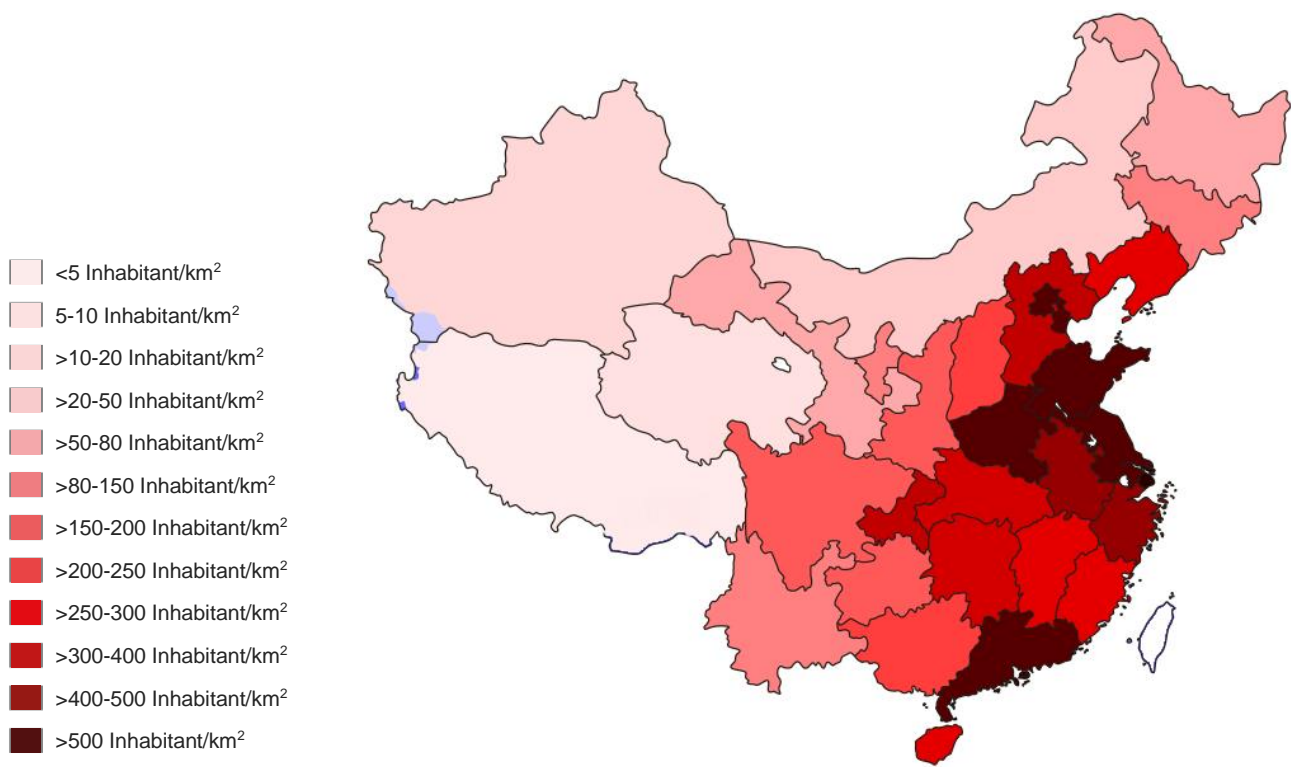 <5 Inhabitant/km²
5-10 Inhabitant/km²
>10-20 Inhabitant/km²
>20-50 Inhabitant/km²
>50-80 Inhabitant/km²
>80-150 Inhabitant/km²
>150-200 Inhabitant/km²
>200-250 Inhabitant/km²
>250-300 Inhabitant/km²
>300-400 Inhabitant/km²
>400-500 Inhabitant/km²
>500 Inhabitant/km²